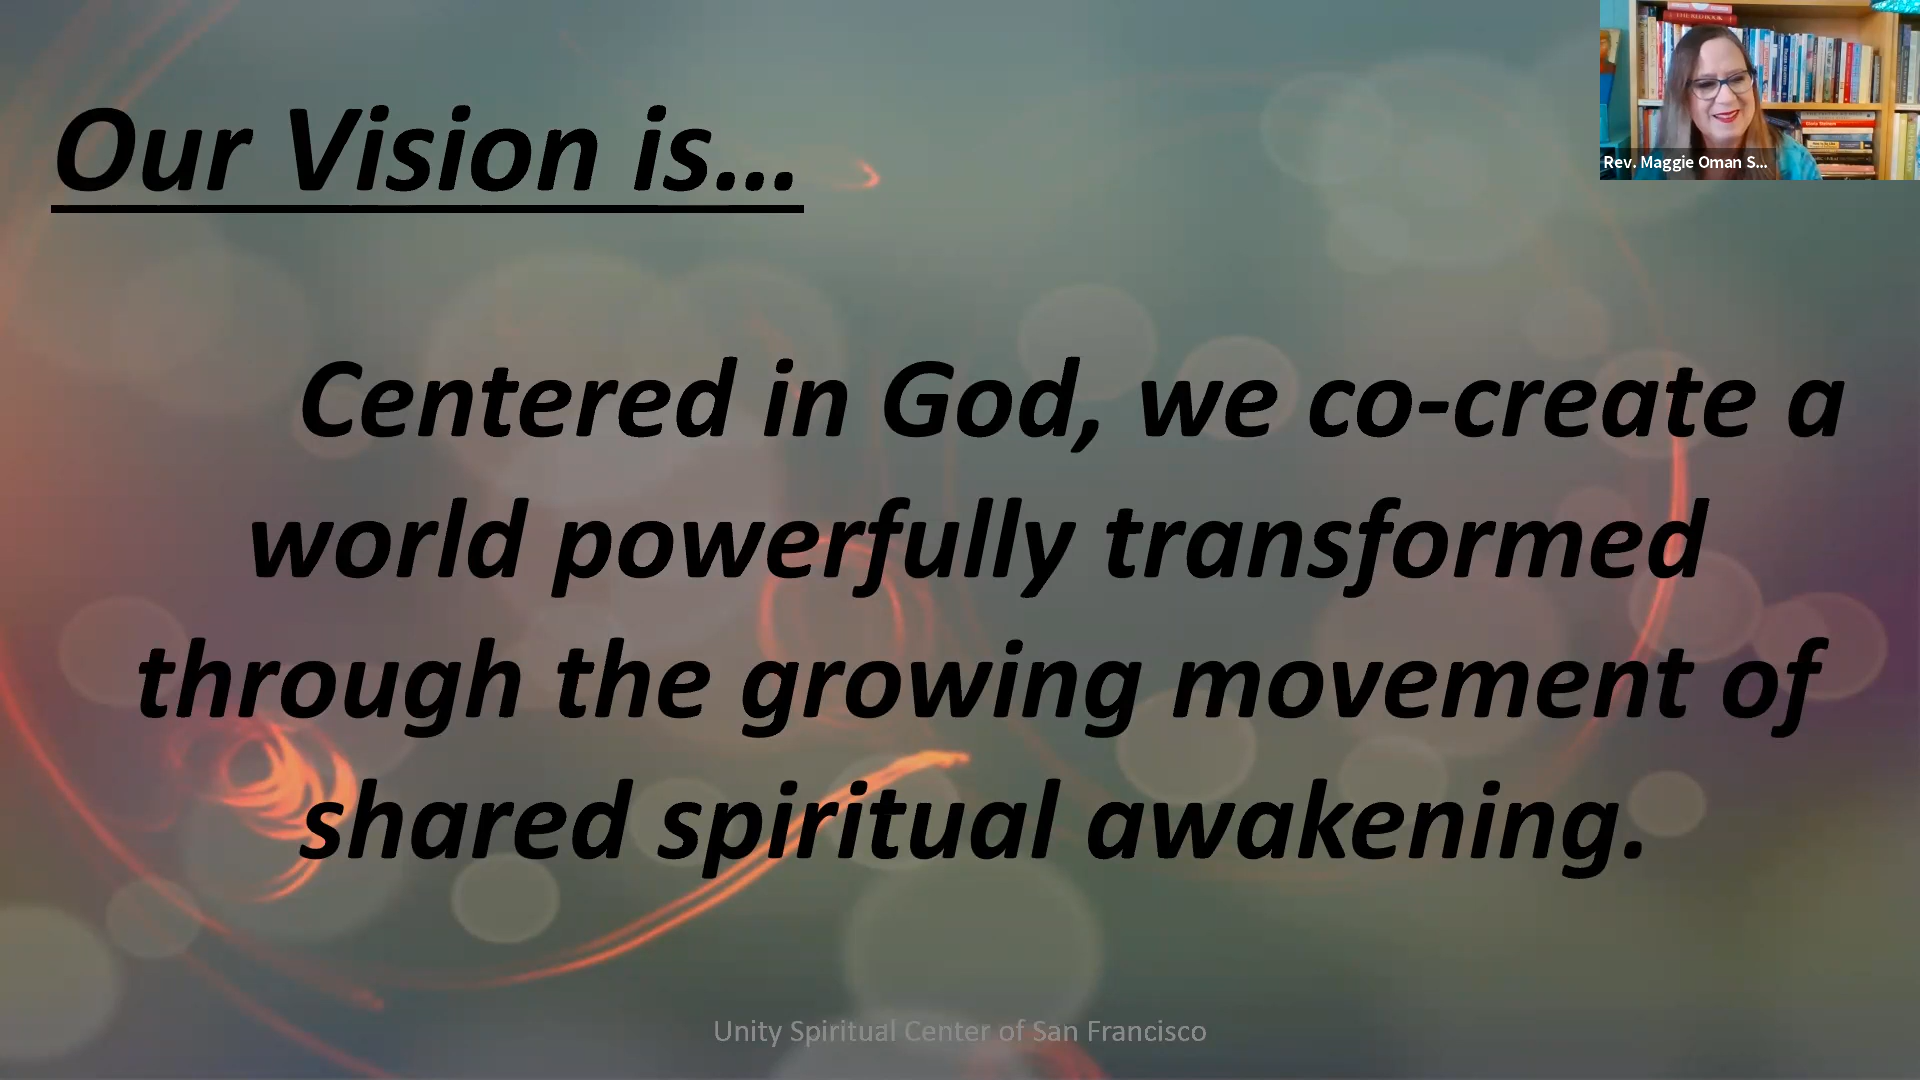 Our Vision is...
Rev. Maggie Oman S...
Centered in God, we co-create a
world powerfully transformed
through the growing movement of
shared spiritual awakening.
Unity Spiritual Center of San Francisco